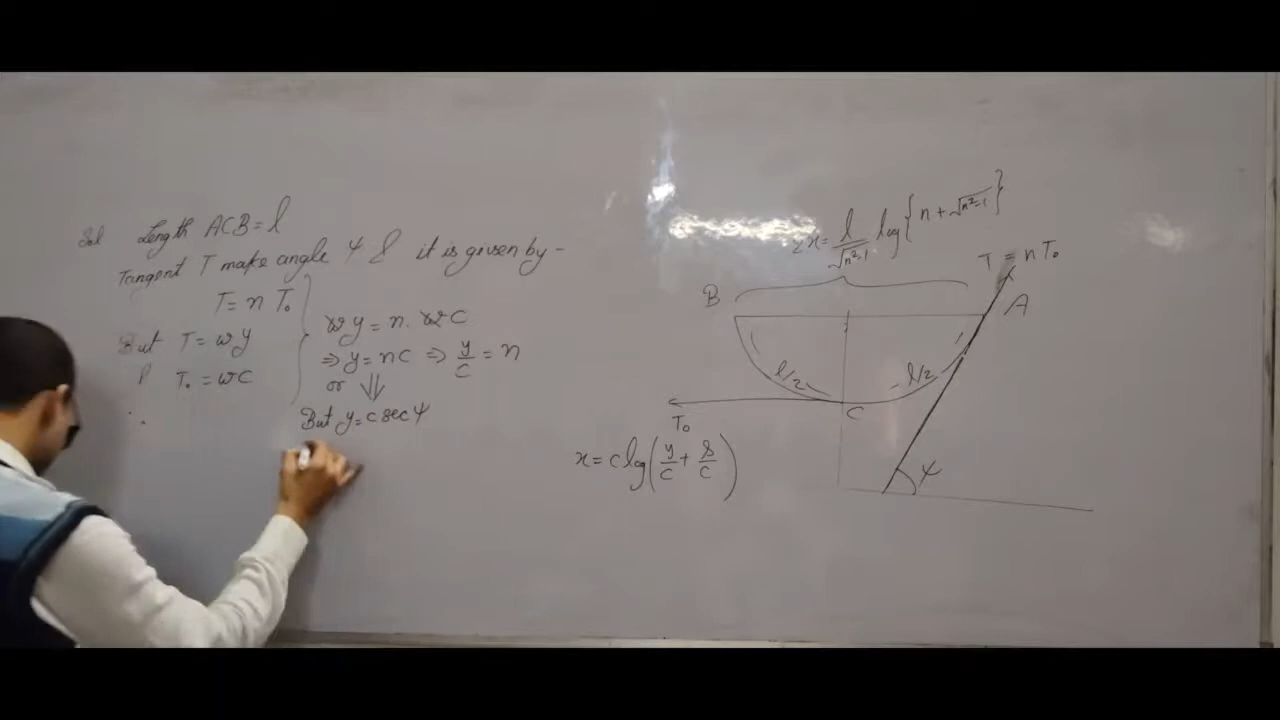 Sol Length ACB = l
Tangent T make angle ψ & it is given by -
T = n T₀
But T = wy
& T₀ = wc
∴
wy = n. wc
⇒ y = nc ⇒ y/c = n
or ⇓
But y = c sec ψ
2x = l/√(n²-1) log{n + √(n²-1)}
T = n T₀
B
A
l/2
l/2
C
T₀
x = c log(y/c + s/c)
ψ